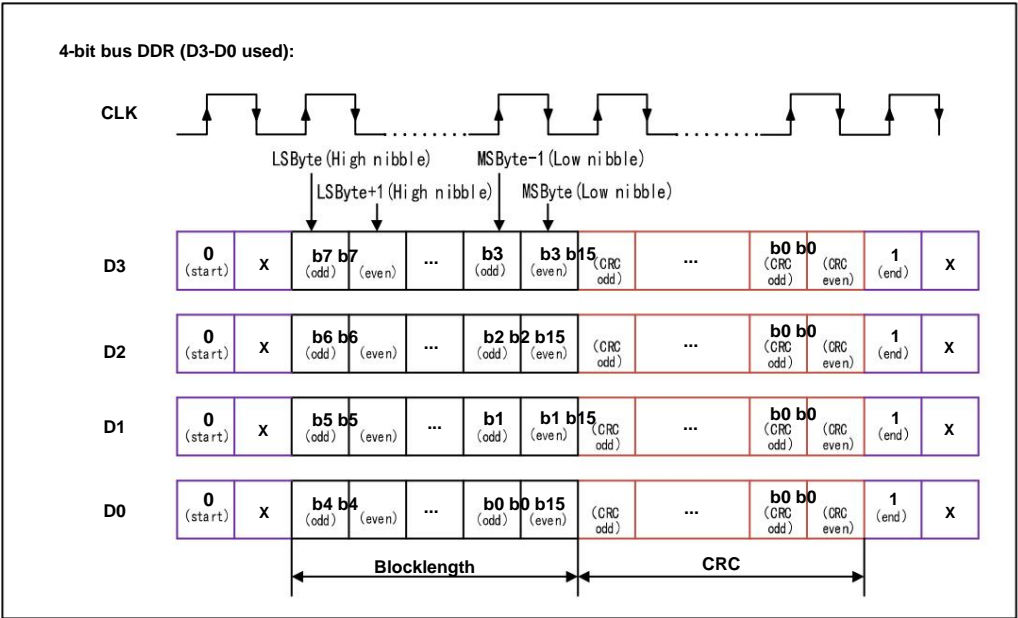 4-bit bus DDR (D3-D0 used):
CLK
LSByte(High nibble) MSByte-1(Low nibble)
LSByte+1(High nibble) MSByte(Low nibble)
D3 0 (start) X b7 b7 (odd) (even) ... b3 (odd) b3 b15 (even) (CRC odd) ... b0 b0 (CRC odd) (CRC even) 1 (end) X
D2 0 (start) X b6 b6 (odd) (even) ... b2 b2 b15 (odd) (even) (CRC odd) ... b0 b0 (CRC odd) (CRC even) 1 (end) X
D1 0 (start) X b5 b5 (odd) (even) ... b1 (odd) b1 b15 (even) (CRC odd) ... b0 b0 (CRC odd) (CRC even) 1 (end) X
D0 0 (start) X b4 b4 (odd) (even) ... b0 b0 b15 (odd) (even) (CRC odd) ... b0 b0 (CRC odd) (CRC even) 1 (end) X
Blocklength CRC